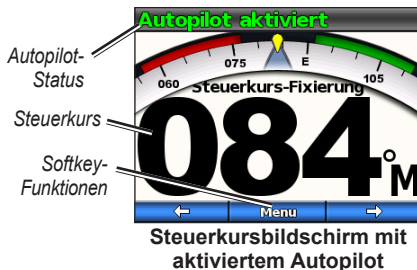 Autopilot aktiviert
Autopilot-
Status
060 075 E 105
Steuerkurs-Fixierung
Steuerkurs
084°M
Softkey-
Funktionen
← Menu →
Steuerkursbildschirm mit
aktiviertem Autopilot